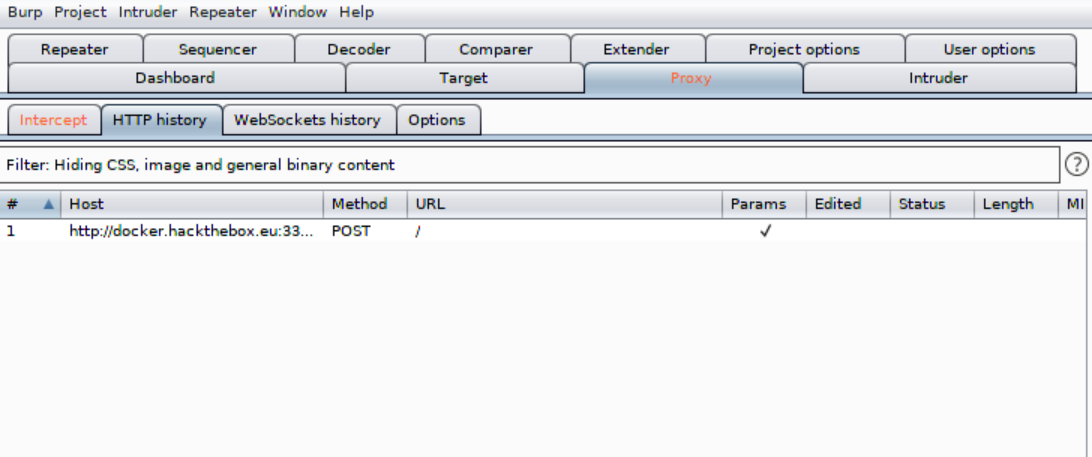 Burp Project Intruder Repeater Window Help
Repeater Sequencer Decoder Comparer Extender Project options User options
Dashboard Target Proxy Intruder
Intercept HTTP history WebSockets history Options
Filter: Hiding CSS, image and general binary content ?
# Host Method URL Params Edited Status Length MI
1 http://docker.hackthebox.eu:33... POST / ✓